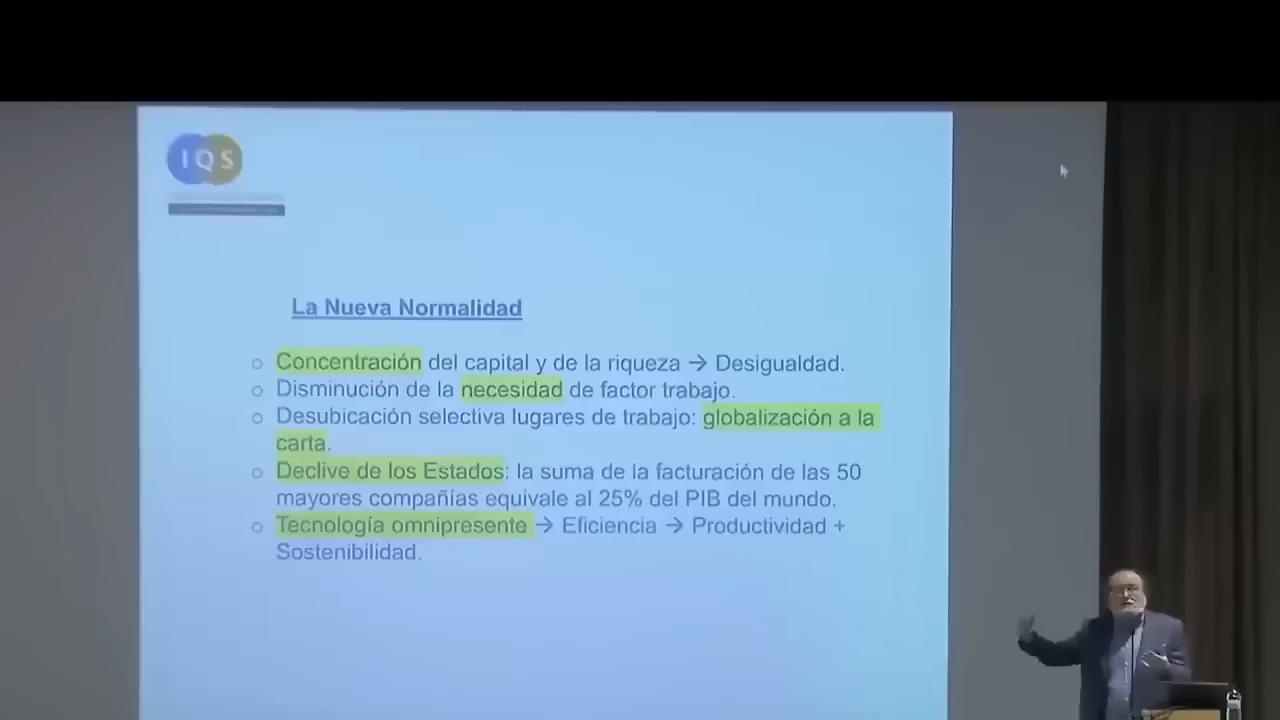 IQS
La Nueva Normalidad
o Concentración del capital y de la riqueza → Desigualdad.
o Disminución de la necesidad de factor trabajo.
o Desubicación selectiva lugares de trabajo: globalización a la
carta.
o Declive de los Estados: la suma de la facturación de las 50
mayores compañías equivale al 25% del PIB del mundo.
o Tecnología omnipresente → Eficiencia → Productividad +
Sostenibilidad.